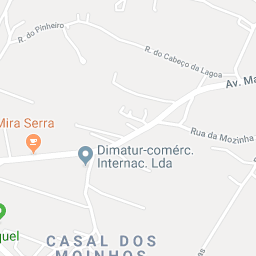 R. do Pinheiro
R. do Cabeço da Lagoa
Av. Ma
Mira Serra
Rua da Mozinha
Dimatur-comérc.
Internac. Lda
quel
CASAL DOS
MOINHOS